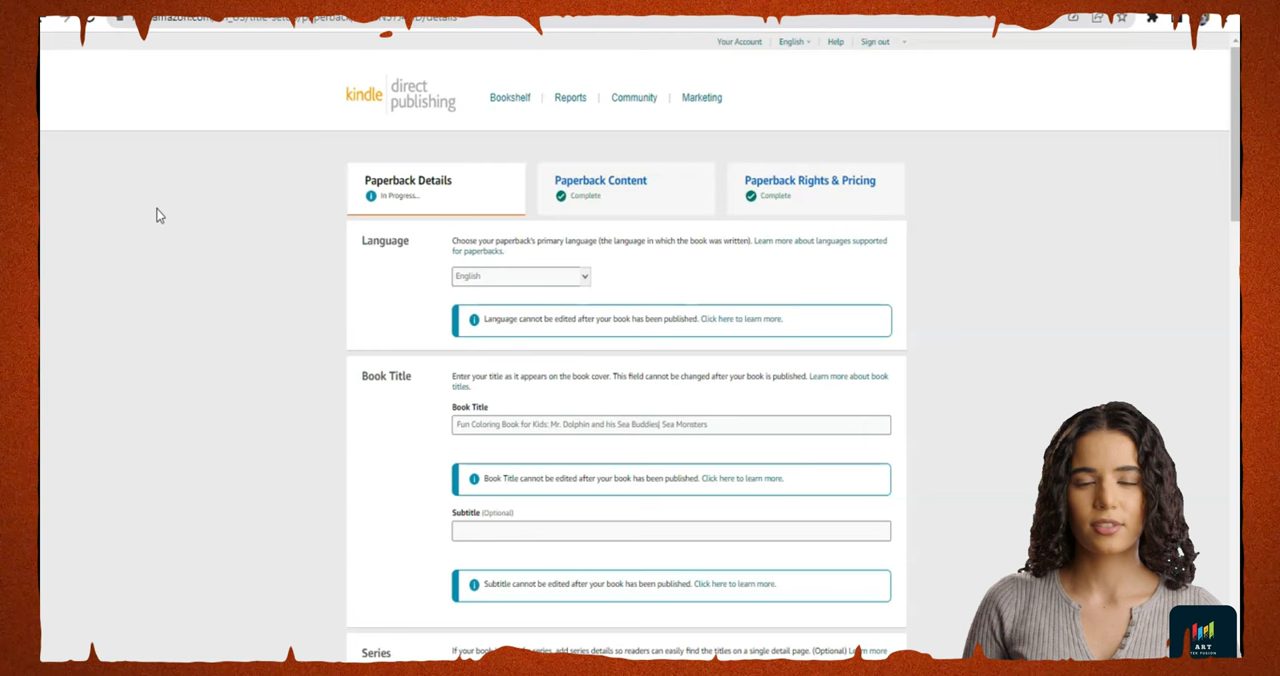 Your Account | English | Help | Sign out
kindle direct publishing
Bookshelf | Reports | Community | Marketing
Paperback Details
In Progress...
Paperback Content
Complete
Paperback Rights & Pricing
Complete
Language
Choose your paperback's primary language (the language in which the book was written). Learn more about languages supported
for paperbacks.
English
Language cannot be edited after your book has been published. Click here to learn more.
Book Title
Enter your title as it appears on the book cover. This field cannot be changed after your book is published. Learn more about book
titles.
Book Title
Fun Coloring Book for Kids: Mr. Dolphin and his Sea Buddies| Sea Monsters
Book Title cannot be edited after your book has been published. Click here to learn more.
Subtitle (Optional)
Subtitle cannot be edited after your book has been published. Click here to learn more.
Series
If your series, add series details so readers can easily find the titles on a single detail page. (Optional) more
ART